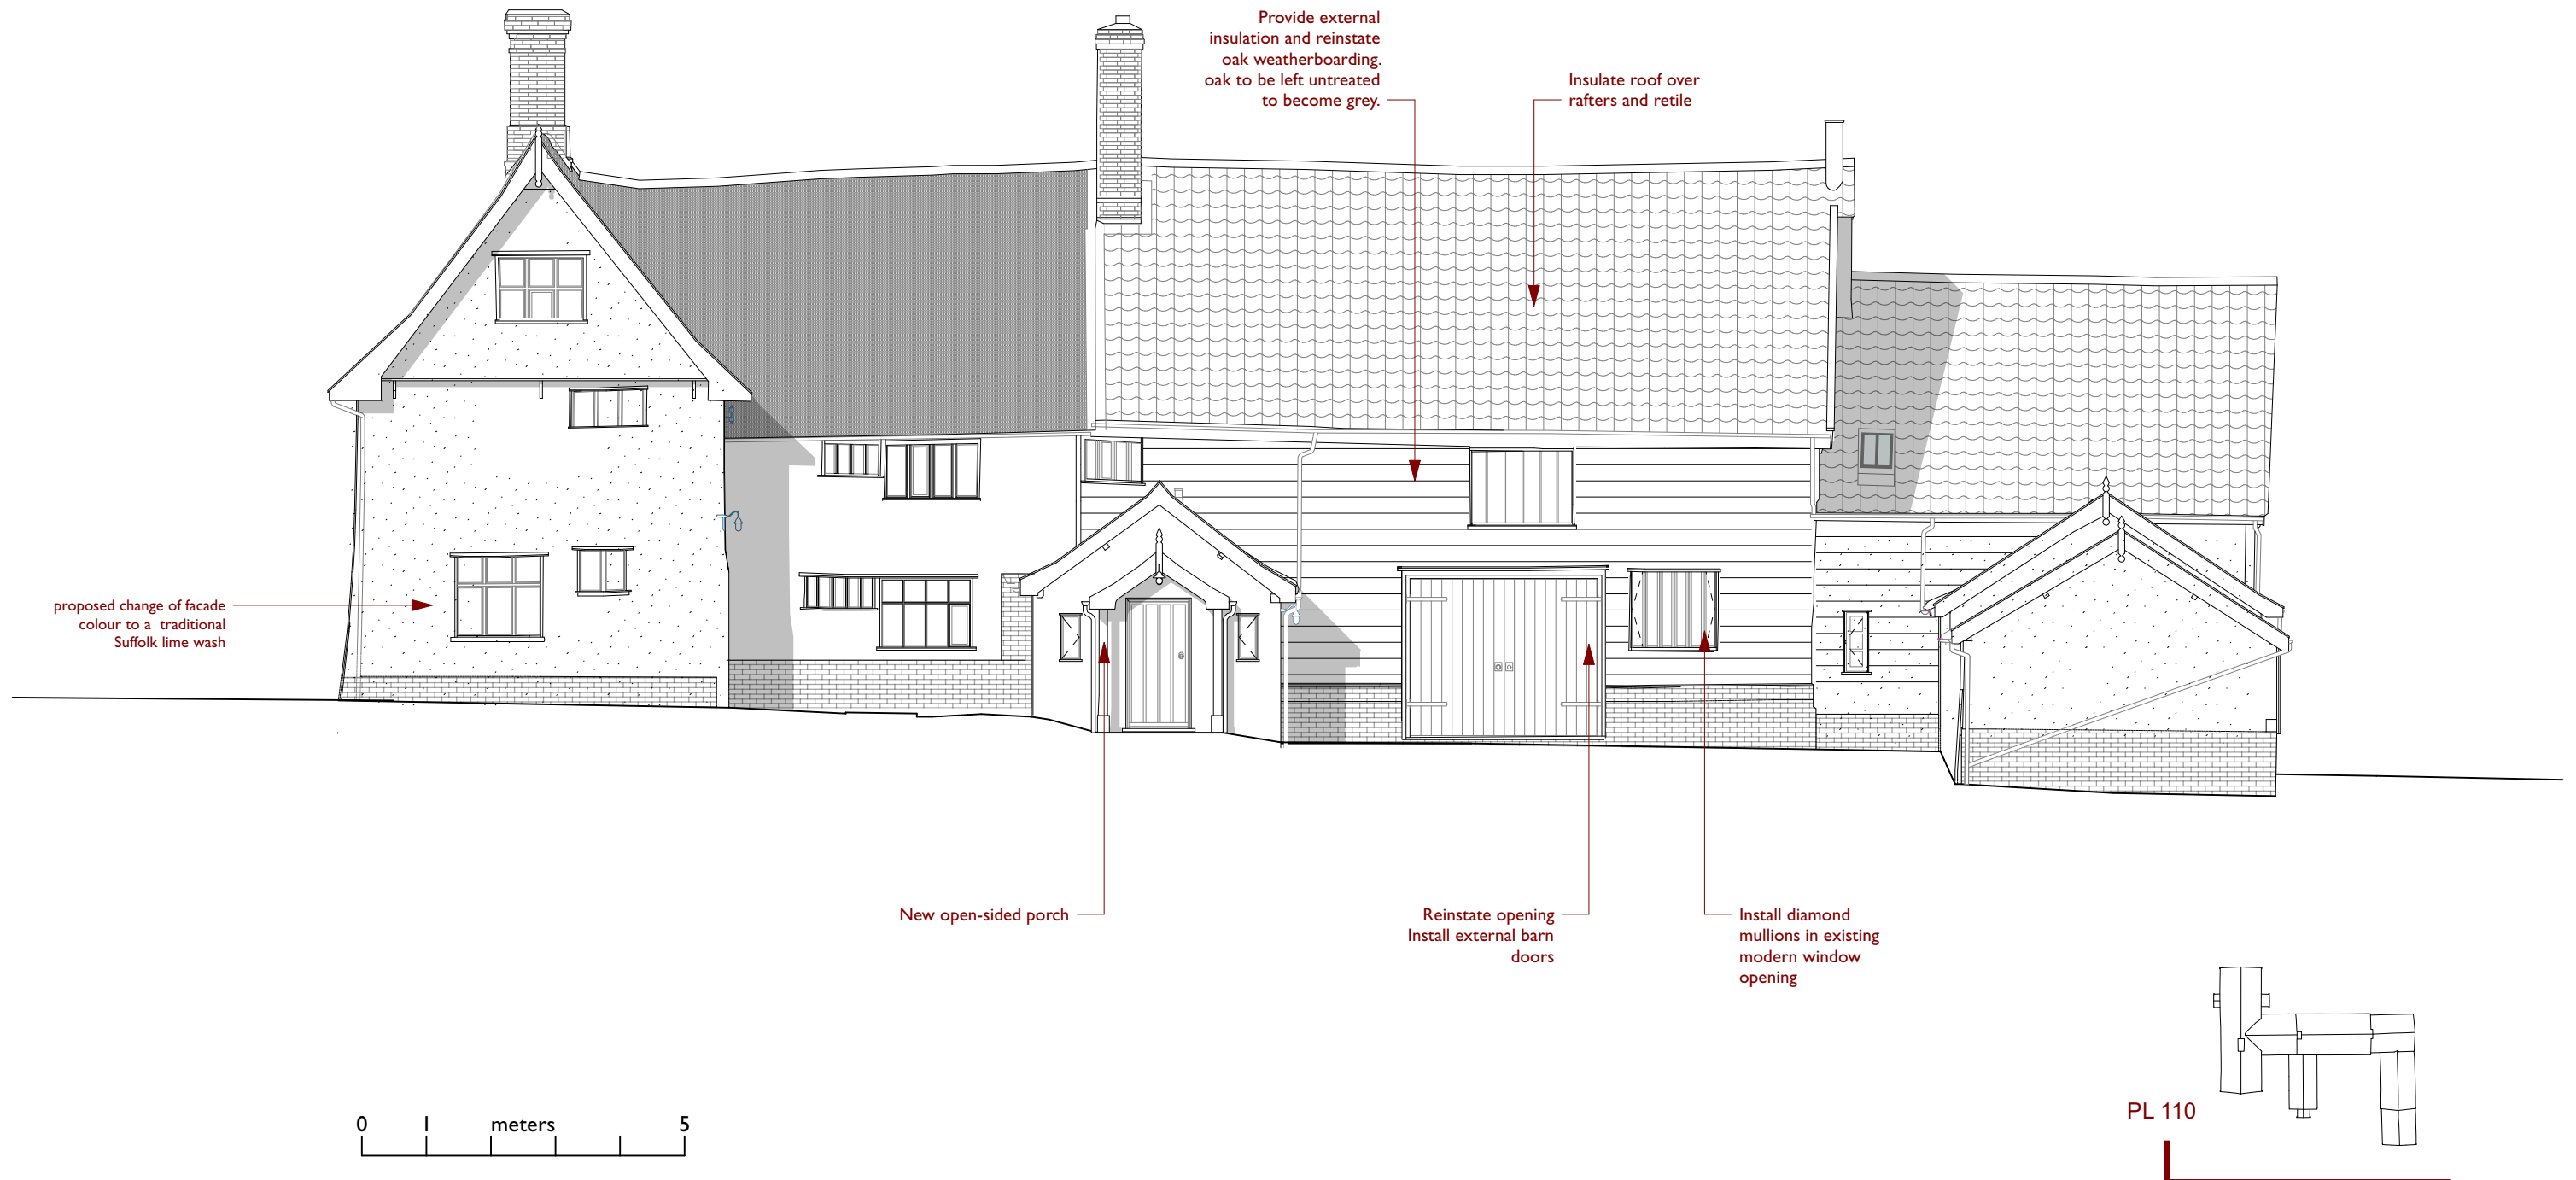 Provide external
insulation and reinstate
oak weatherboarding.
oak to be left untreated
to become grey.
Insulate roof over
rafters and retile
proposed change of facade
colour to a traditional
Suffolk lime wash
New open-sided porch
Reinstate opening
Install external barn
doors
Install diamond
mullions in existing
modern window
opening
0 1 meters 5
PL 110